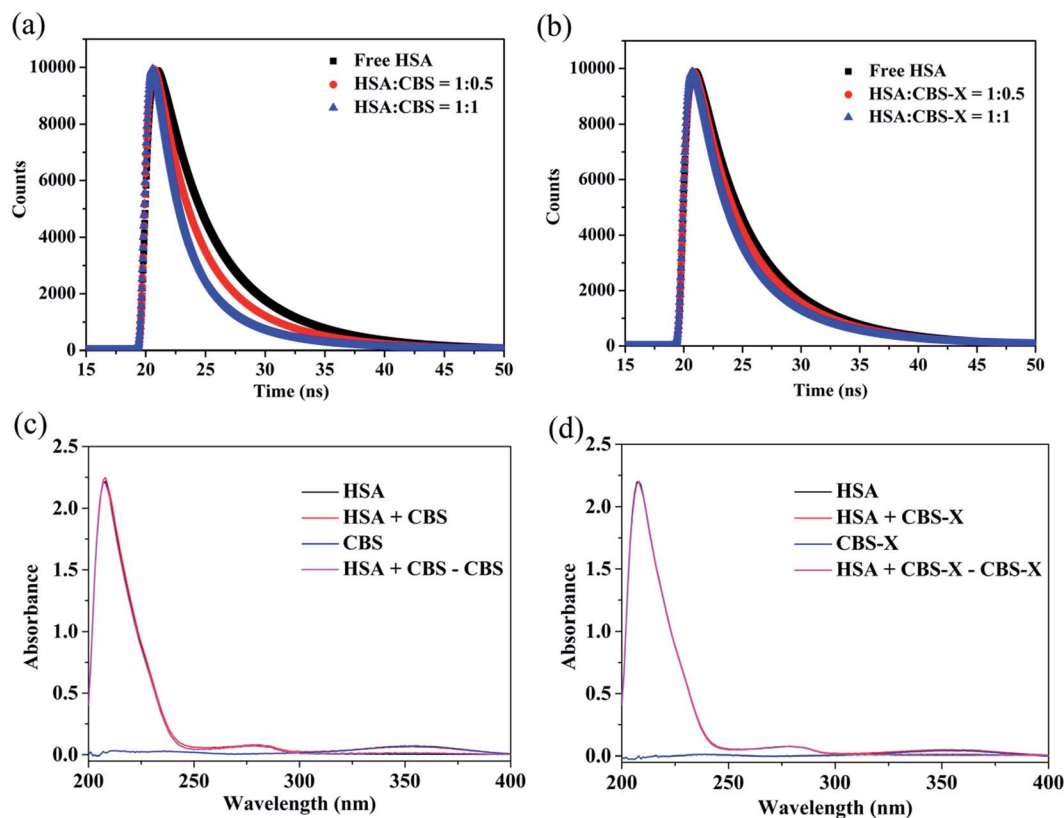 (a)
Free HSA
HSA:CBS = 1:0.5
HSA:CBS = 1:1
10000
8000
6000
4000
2000
0
Counts
15 20 25 30 35 40 45 50
Time (ns)
(b)
Free HSA
HSA:CBS-X = 1:0.5
HSA:CBS-X = 1:1
10000
8000
6000
4000
2000
0
Counts
15 20 25 30 35 40 45 50
Time (ns)
(c)
HSA
HSA + CBS
CBS
HSA + CBS - CBS
2.5
2.0
1.5
1.0
0.5
0.0
Absorbance
200 250 300 350 400
Wavelength (nm)
(d)
HSA
HSA + CBS-X
CBS-X
HSA + CBS-X - CBS-X
2.5
2.0
1.5
1.0
0.5
0.0
Absorbance
200 250 300 350 400
Wavelength (nm)